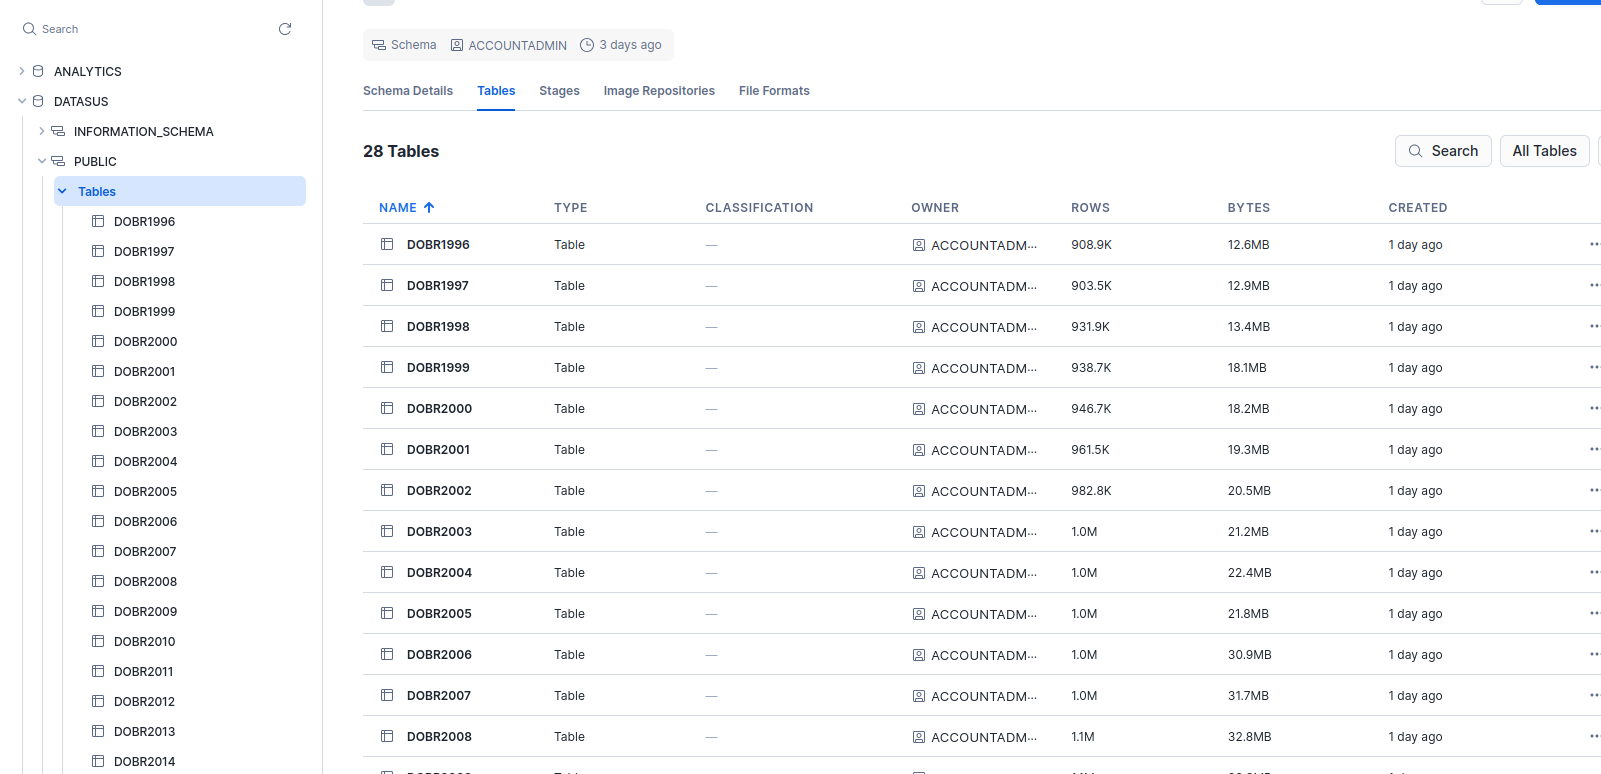 Search
ANALYTICS
DATASUS
INFORMATION_SCHEMA
PUBLIC
Tables
DOBR1996
DOBR1997
DOBR1998
DOBR1999
DOBR2000
DOBR2001
DOBR2002
DOBR2003
DOBR2004
DOBR2005
DOBR2006
DOBR2007
DOBR2008
DOBR2009
DOBR2010
DOBR2011
DOBR2012
DOBR2013
DOBR2014
Schema ACCOUNTADMIN 3 days ago
Schema Details Tables Stages Image Repositories File Formats
28 Tables Search All Tables
NAME TYPE CLASSIFICATION OWNER ROWS BYTES CREATED
DOBR1996 Table — ACCOUNTADM... 908.9K 12.6MB 1 day ago ...
DOBR1997 Table — ACCOUNTADM... 903.5K 12.9MB 1 day ago ...
DOBR1998 Table — ACCOUNTADM... 931.9K 13.4MB 1 day ago ...
DOBR1999 Table — ACCOUNTADM... 938.7K 18.1MB 1 day ago ...
DOBR2000 Table — ACCOUNTADM... 946.7K 18.2MB 1 day ago ...
DOBR2001 Table — ACCOUNTADM... 961.5K 19.3MB 1 day ago ...
DOBR2002 Table — ACCOUNTADM... 982.8K 20.5MB 1 day ago ...
DOBR2003 Table — ACCOUNTADM... 1.0M 21.2MB 1 day ago ...
DOBR2004 Table — ACCOUNTADM... 1.0M 22.4MB 1 day ago ...
DOBR2005 Table — ACCOUNTADM... 1.0M 21.8MB 1 day ago ...
DOBR2006 Table — ACCOUNTADM... 1.0M 30.9MB 1 day ago ...
DOBR2007 Table — ACCOUNTADM... 1.0M 31.7MB 1 day ago ...
DOBR2008 Table — ACCOUNTADM... 1.1M 32.8MB 1 day ago ...